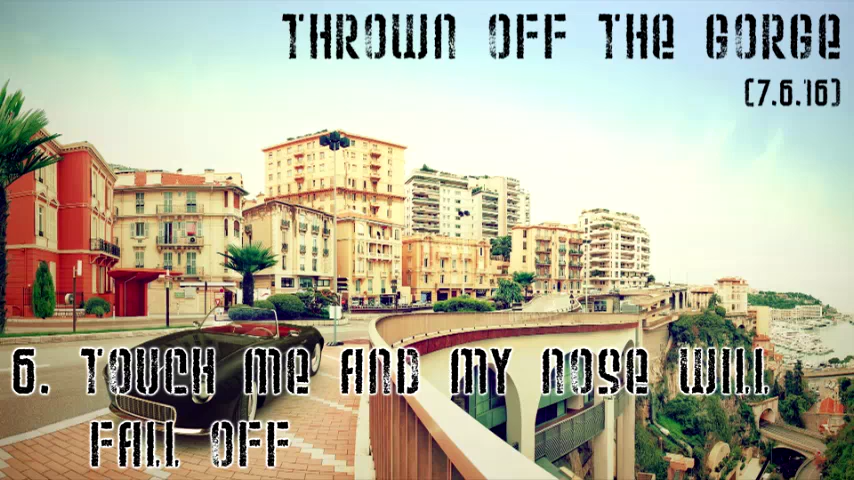 THROWN OFF THE GORGE
(7.6.16)
6. TOUCH ME AND MY NOSE WILL
FALL OFF